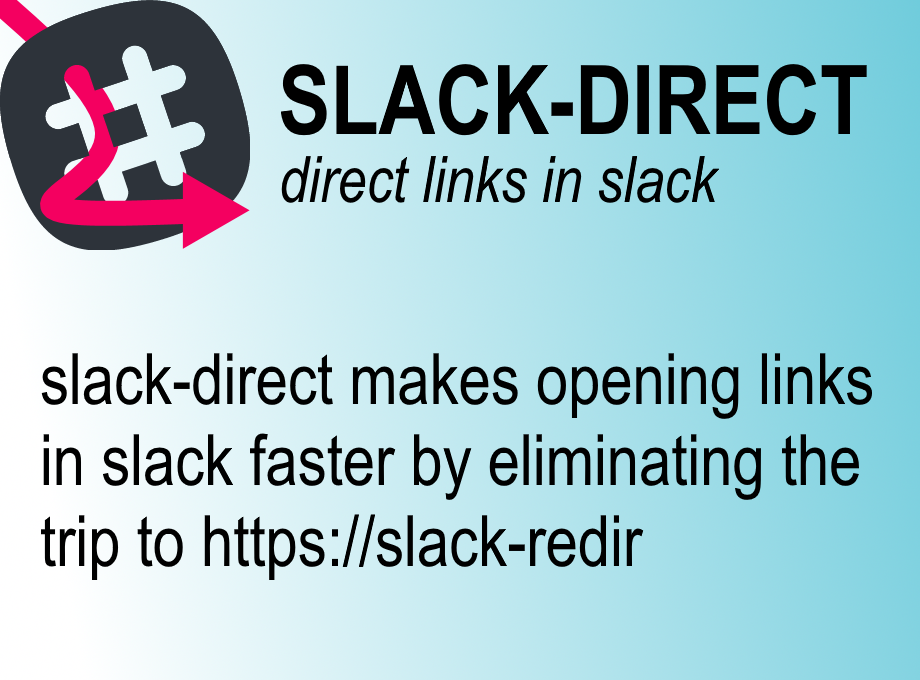 SLACK-DIRECT
direct links in slack
slack-direct makes opening links
in slack faster by eliminating the
trip to https://slack-redir